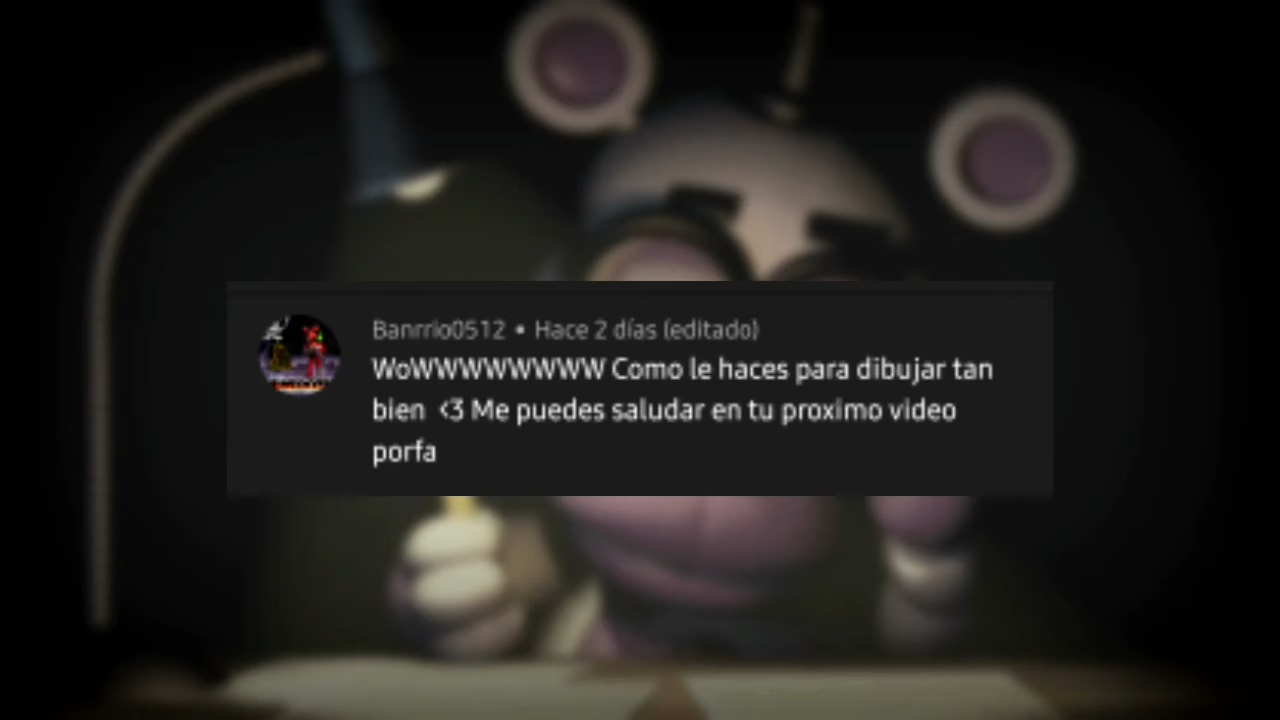 Banrrio0512 • Hace 2 días (editado)
WoWWWWWWWWW Como le haces para dibujar tan
bien <3 Me puedes saludar en tu proximo video
porfa